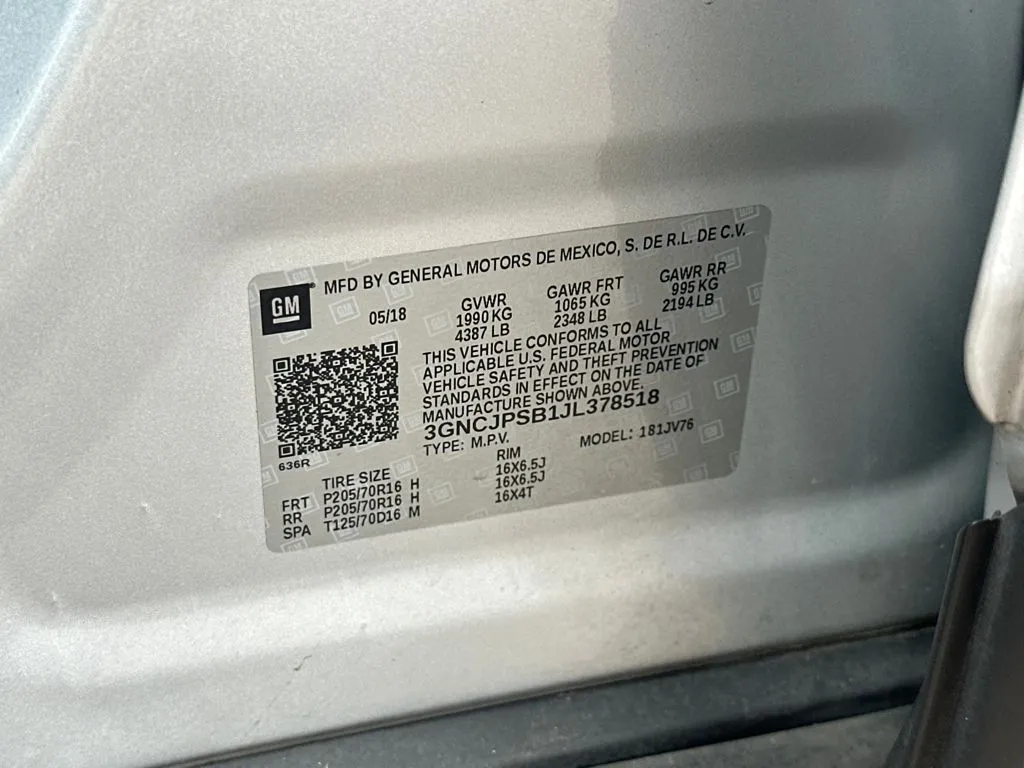 MFD BY GENERAL MOTORS DE MEXICO, S. DE R.L. DE C.V.
GM
05/18
GVWR
1990 KG
4387 LB
GAWR FRT
1065 KG
2348 LB
GAWR RR
995 KG
2194 LB
THIS VEHICLE CONFORMS TO ALL
APPLICABLE U.S. FEDERAL MOTOR
VEHICLE SAFETY AND THEFT PREVENTION
STANDARDS IN EFFECT ON THE DATE OF
MANUFACTURE SHOWN ABOVE.
3GNCJPSB1JL378518
TYPE: M.P.V. MODEL: 181JV76
636R
TIRE SIZE RIM
FRT P205/70R16 H 16X6.5J
RR P205/70R16 H 16X6.5J
SPA T125/70D16 M 16X4T